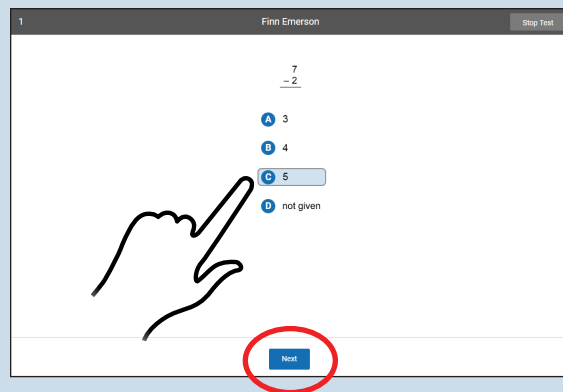 1 Finn Emerson Stop Test
7
– 2
A 3
B 4
C 5
D not given
Next